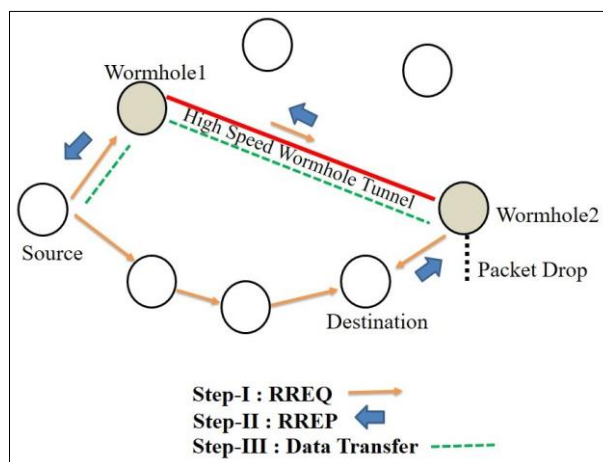 Wormhole1
High Speed Wormhole Tunnel
Wormhole2
Source
Packet Drop
Destination
Step-I : RREQ
Step-II : RREP
Step-III : Data Transfer